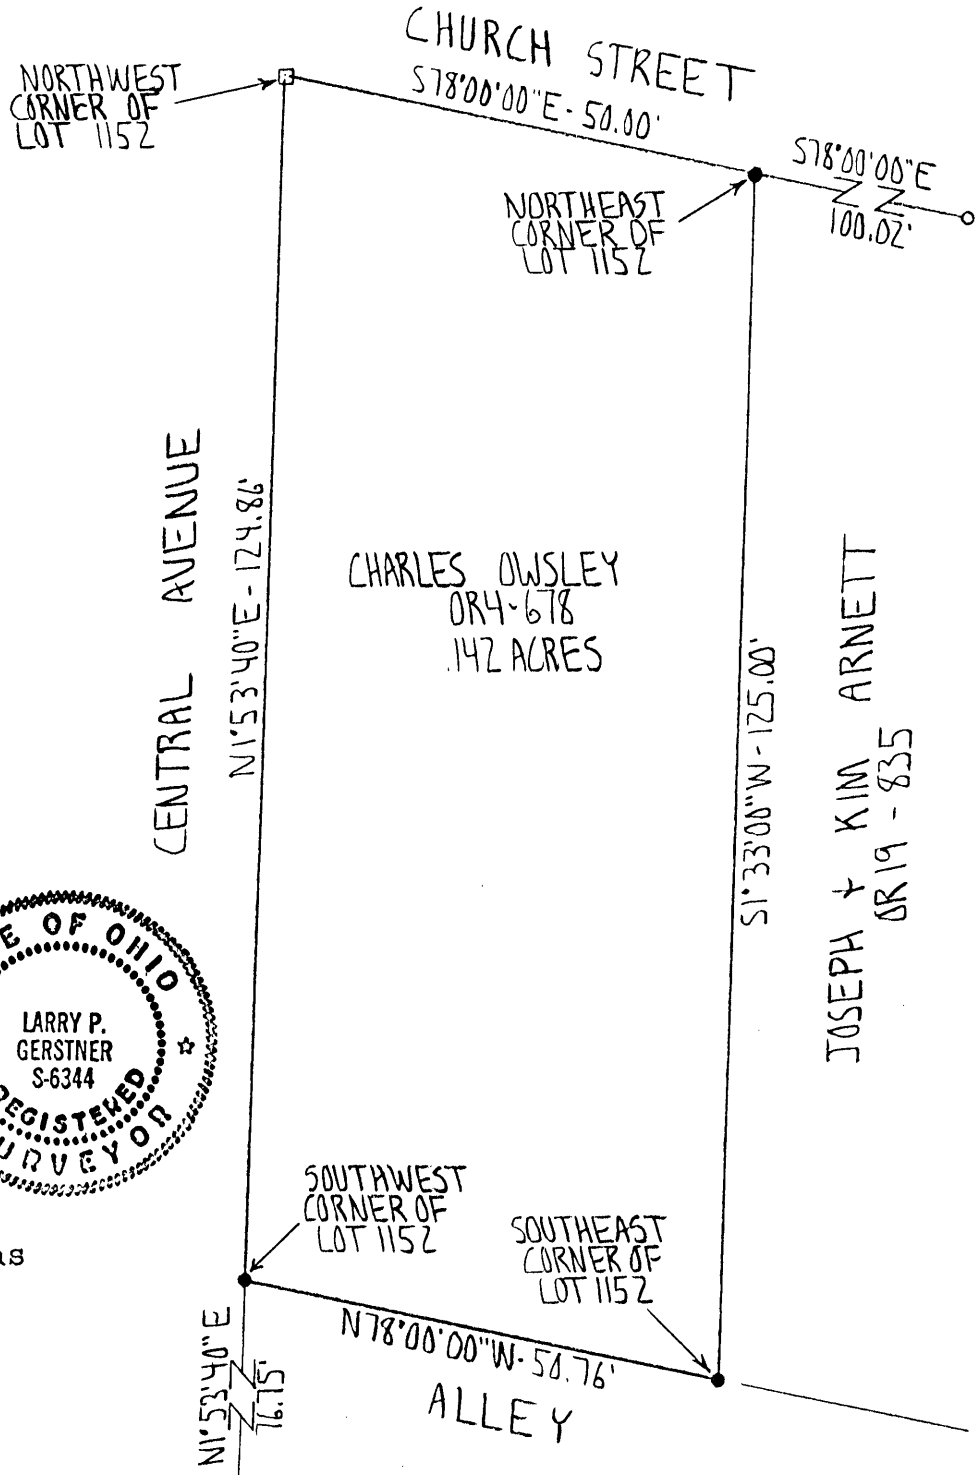 CHURCH STREET
S78°00'00"E - 50.00'
NORTHWEST
CORNER OF
LOT 1152
S78°00'00"E
100.02'
NORTHEAST
CORNER OF
LOT 1152
CENTRAL AVENUE
N1°53'40"E - 124.86'
CHARLES OWSLEY
OR4-678
.142 ACRES
S1°33'00"W - 125.00'
JOSEPH + KIM ARNETT
OR19 - 835
E OF OHIO
LARRY P.
GERSTNER
S-6344
REGISTERED
URVEYOR
SOUTHWEST
CORNER OF
LOT 1152
SOUTHEAST
CORNER OF
LOT 1152
N78°00'00"W - 50.76'
ALLEY
N1°53'40"E
76.75'